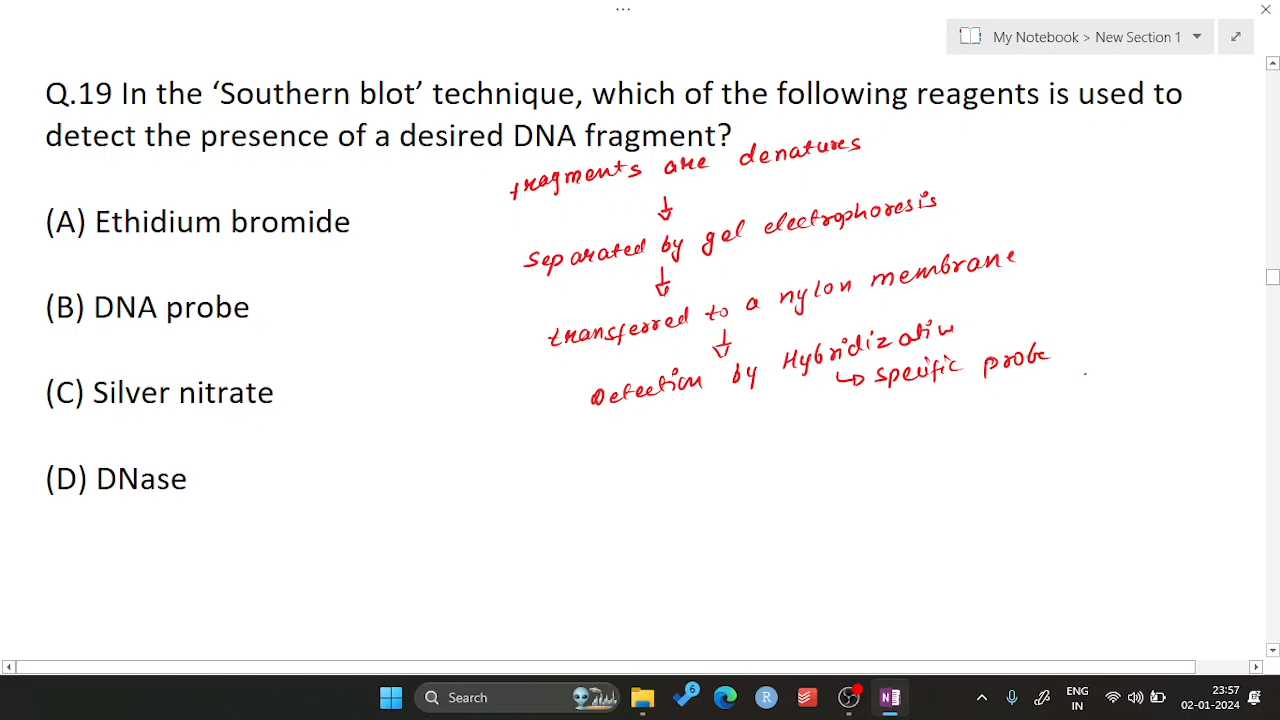 ...
My Notebook > New Section 1
Q.19 In the ‘Southern blot’ technique, which of the following reagents is used to
detect the presence of a desired DNA fragment?
fragments are denatures
(A) Ethidium bromide
separated by gel electrophoresis
(B) DNA probe
transferred to a nylon membrane
Detection by Hybridization
specific probe
(C) Silver nitrate
(D) DNase
Search
6
R
N
ENG
IN
23:57
02-01-2024